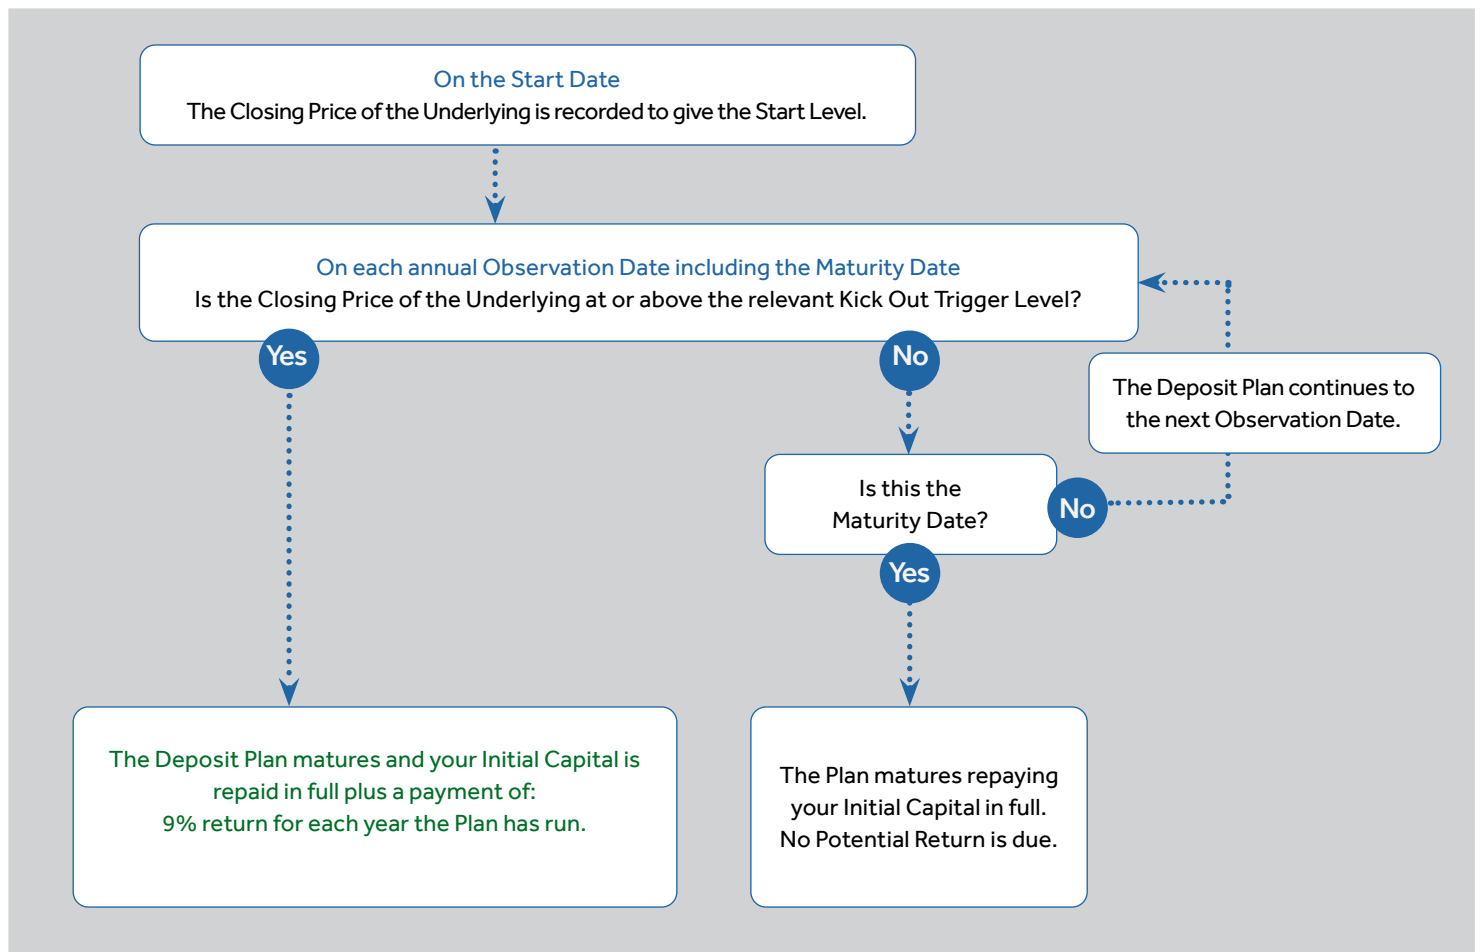 On the Start Date
The Closing Price of the Underlying is recorded to give the Start Level.
On each annual Observation Date including the Maturity Date
Is the Closing Price of the Underlying at or above the relevant Kick Out Trigger Level?
Yes
No
The Deposit Plan continues to
the next Observation Date.
Is this the
Maturity Date?
No
Yes
The Deposit Plan matures and your Initial Capital is
repaid in full plus a payment of:
9% return for each year the Plan has run.
The Plan matures repaying
your Initial Capital in full.
No Potential Return is due.